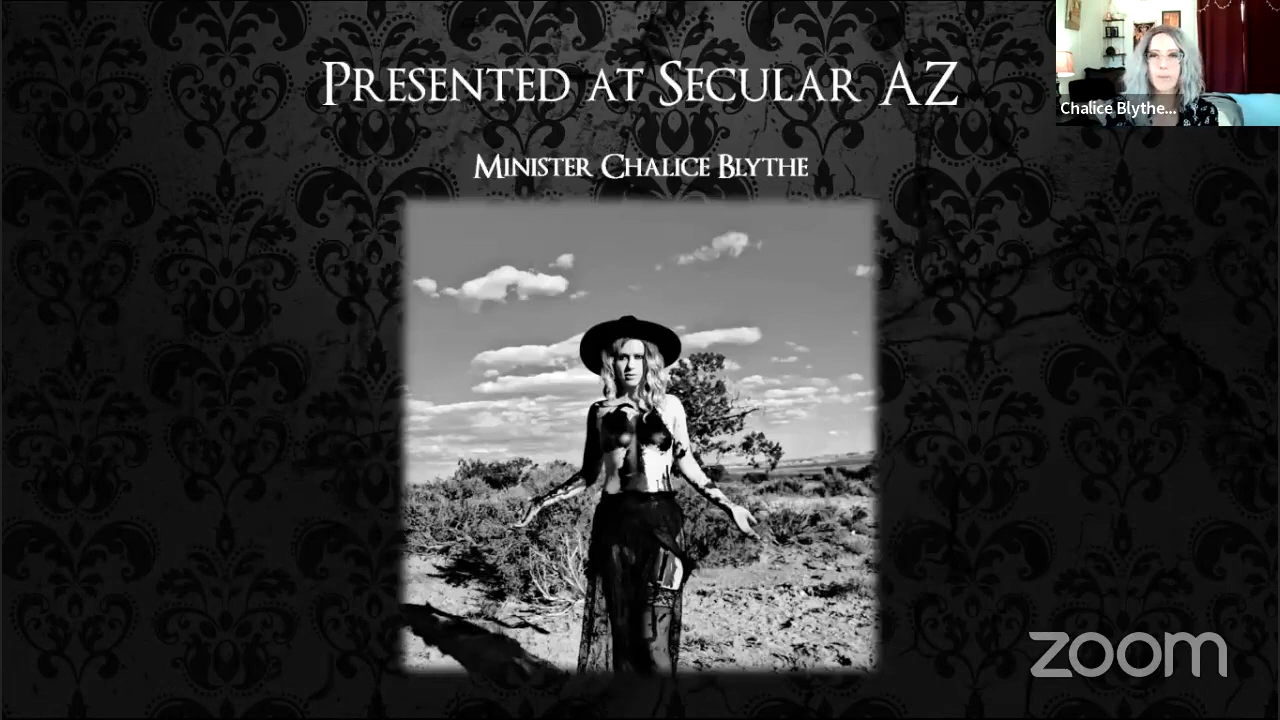 Presented at Secular AZ
Chalice Blythe...
Minister Chalice Blythe
zoom